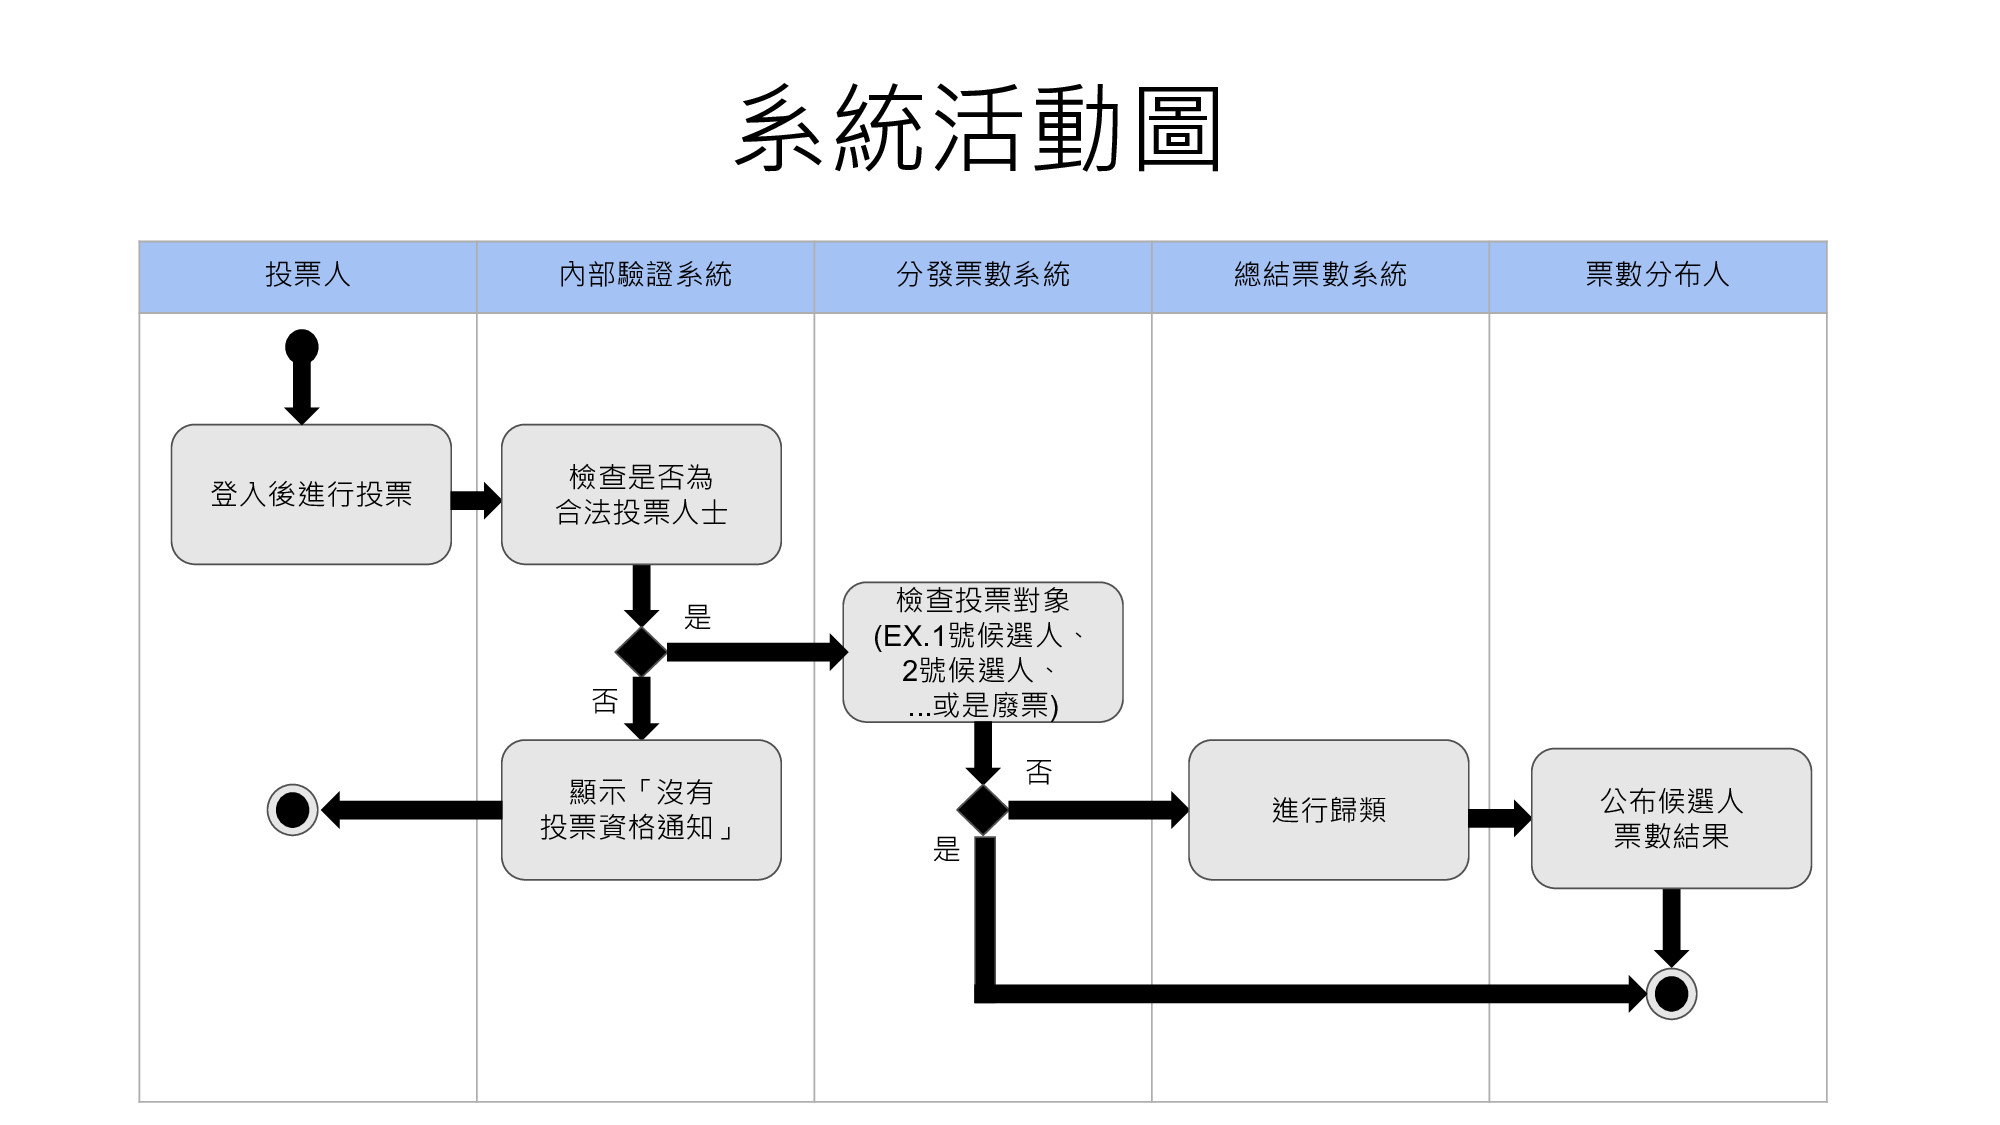 系統活動圖
投票人
內部驗證系統
分發票數系統
總結票數系統
票數分布人
登入後進行投票
檢查是否為
合法投票人士
是
否
顯示「沒有
投票資格通知」
檢查投票對象
(EX.1號候選人、
2號候選人、
...或是廢票)
否
是
進行歸類
公布候選人
票數結果